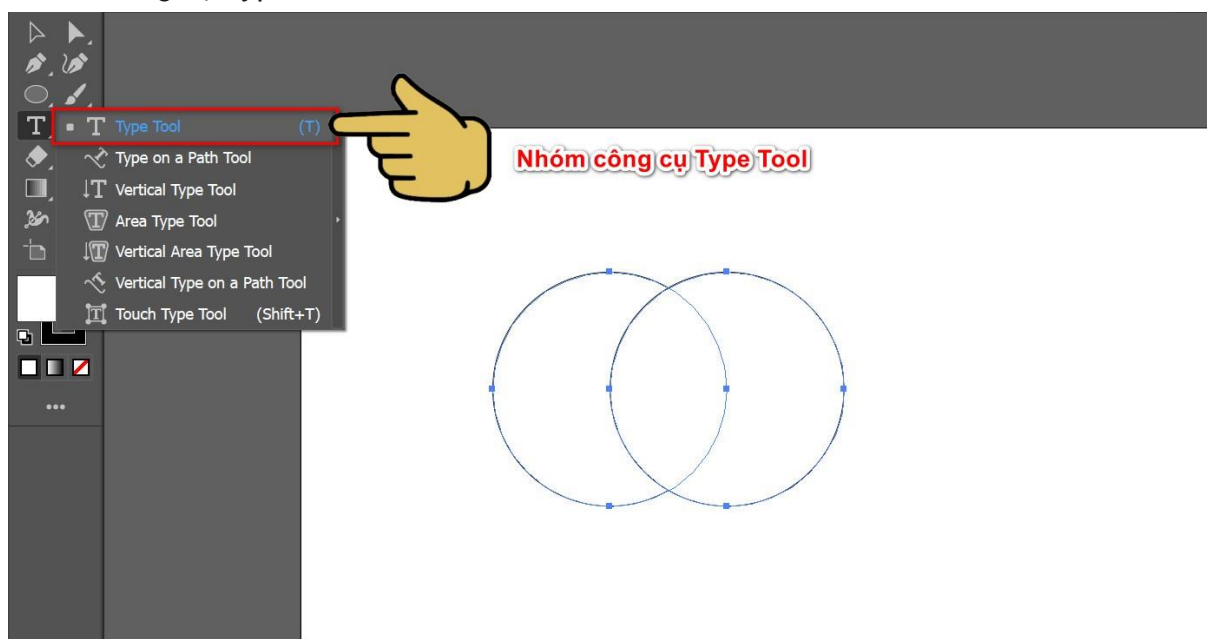 Type Tool (T)
Type on a Path Tool
Vertical Type Tool
Area Type Tool
Vertical Area Type Tool
Vertical Type on a Path Tool
Touch Type Tool (Shift+T)
Nhóm công cụ Type Tool